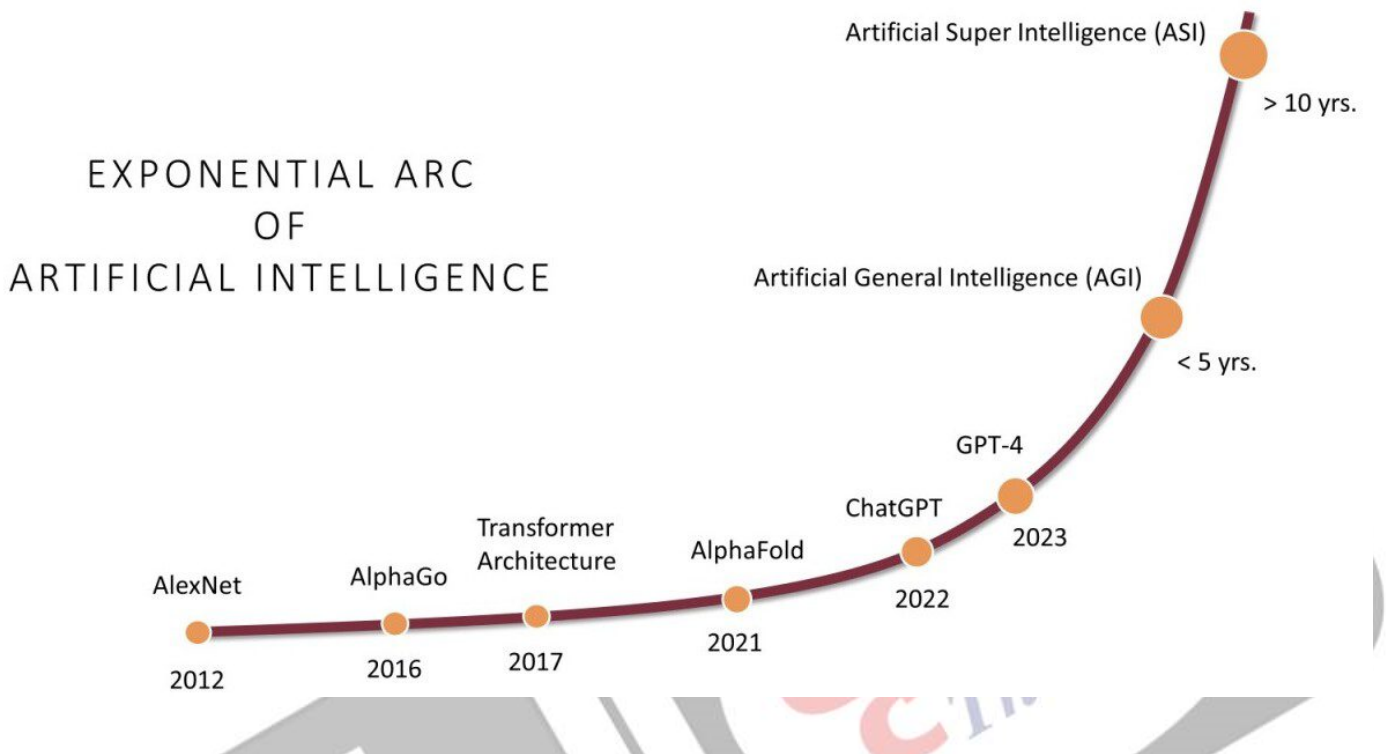 EXPONENTIAL ARC
OF
ARTIFICIAL INTELLIGENCE
Artificial Super Intelligence (ASI)
> 10 yrs.
Artificial General Intelligence (AGI)
< 5 yrs.
GPT-4
2023
ChatGPT
2022
AlphaFold
2021
Transformer
Architecture
2017
AlphaGo
2016
AlexNet
2012